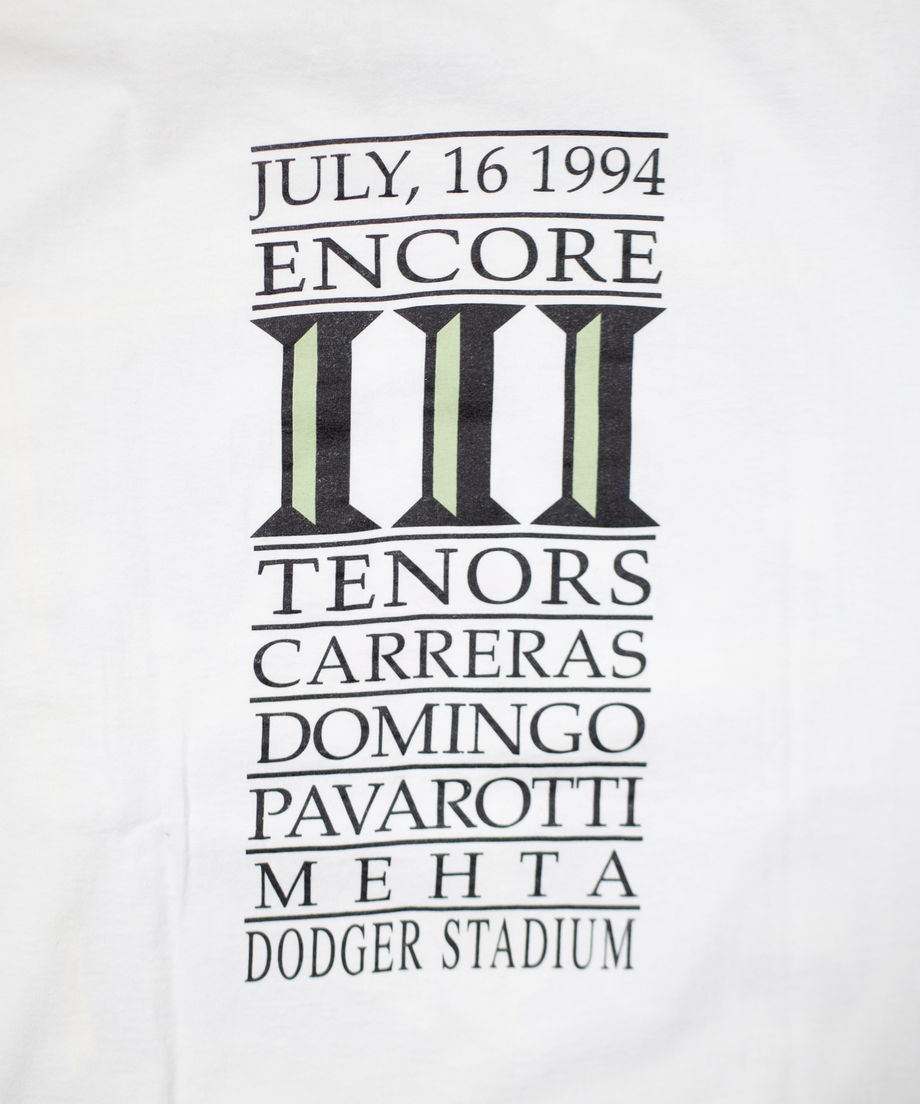 JULY, 16 1994
ENCORE
III
TENORS
CARRERAS
DOMINGO
PAVAROTTI
MEHTA
DODGER STADIUM